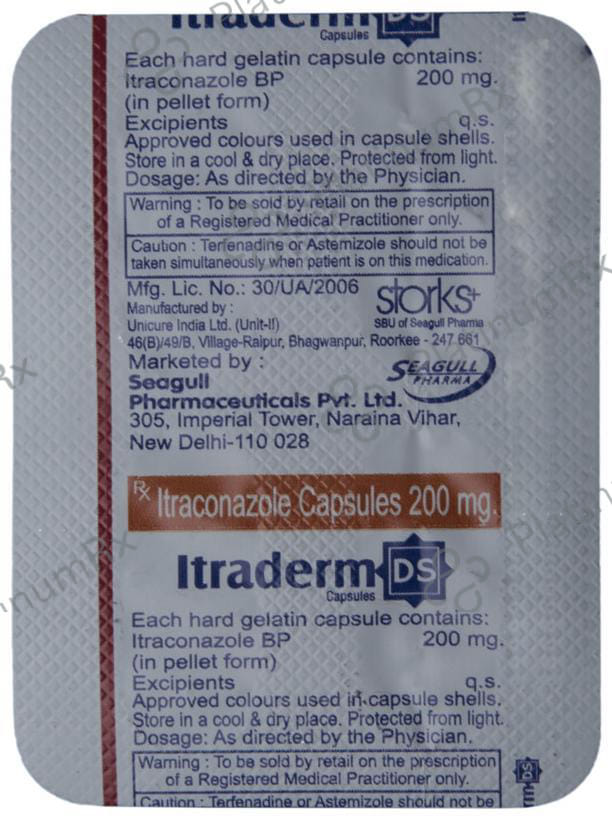 Itraderm DS
Capsules
Each hard gelatin capsule contains:
Itraconazole BP 200 mg.
(in pellet form)
Excipients q.s.
Approved colours used in capsule shells.
Store in a cool & dry place. Protected from light.
Dosage: As directed by the Physician.
Warning : To be sold by retail on the prescription
of a Registered Medical Practitioner only.
Caution : Terfenadine or Astemizole should not be
taken simultaneously when patient is on this medication.
Mfg. Lic. No.: 30/UA/2006
storks+
SBU of Seagull Pharma
Manufactured by :
Unicure India Ltd. (Unit-II)
46(B)/49/B, Village-Raipur, Bhagwanpur, Roorkee - 247 661
Marketed by :
SEAGULL
PHARMA
Seagull
Pharmaceuticals Pvt. Ltd.
305, Imperial Tower, Naraina Vihar,
New Delhi-110 028
Rx Itraconazole Capsules 200 mg.
Itraderm DS
Capsules
Each hard gelatin capsule contains:
Itraconazole BP 200 mg.
(in pellet form)
Excipients q.s.
Approved colours used in capsule shells.
Store in a cool & dry place. Protected from light.
Dosage: As directed by the Physician.
Warning : To be sold by retail on the prescription
of a Registered Medical Practitioner only.
Caution : Terfenadine or Astemizole should not be
DS